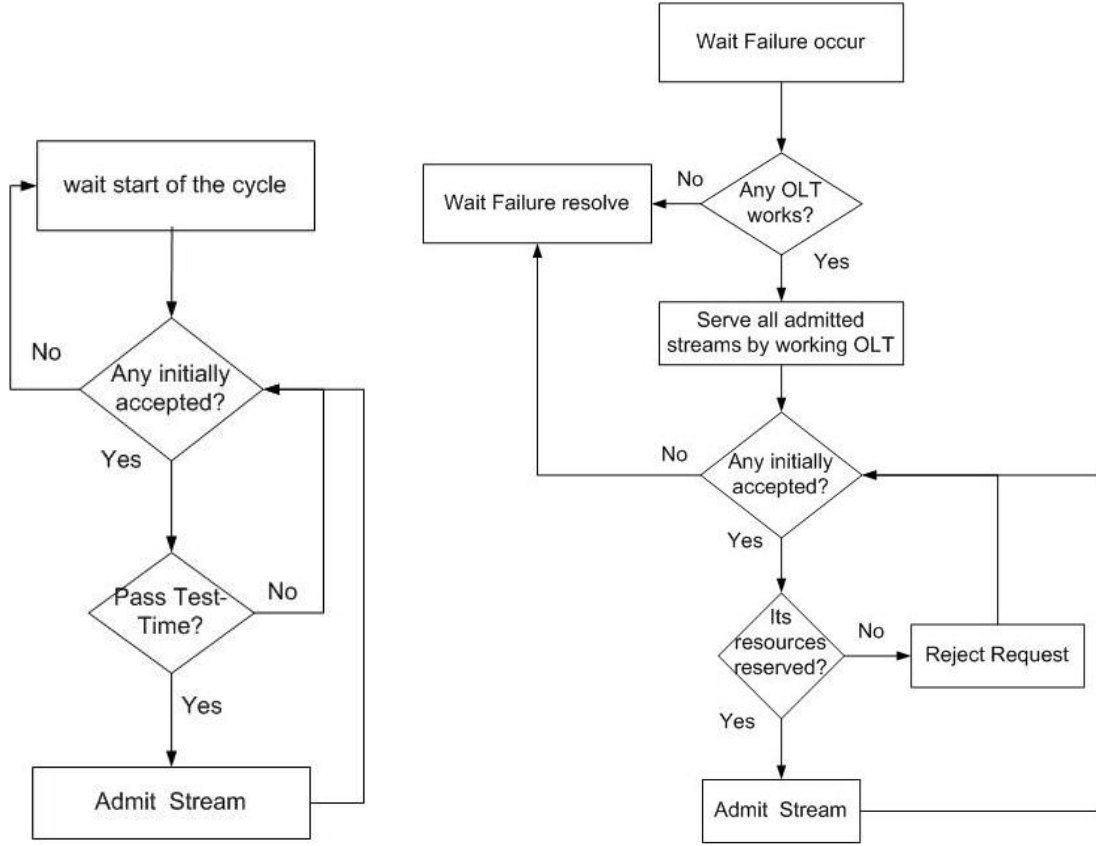 wait start of the cycle
Any initially
accepted?
No
Yes
Pass Test-
Time?
No
Yes
Admit Stream
Wait Failure occur
Any OLT
works?
No
Wait Failure resolve
Yes
Serve all admitted
streams by working OLT
Any initially
accepted?
No
Yes
Its
resources
reserved?
No
Reject Request
Yes
Admit Stream